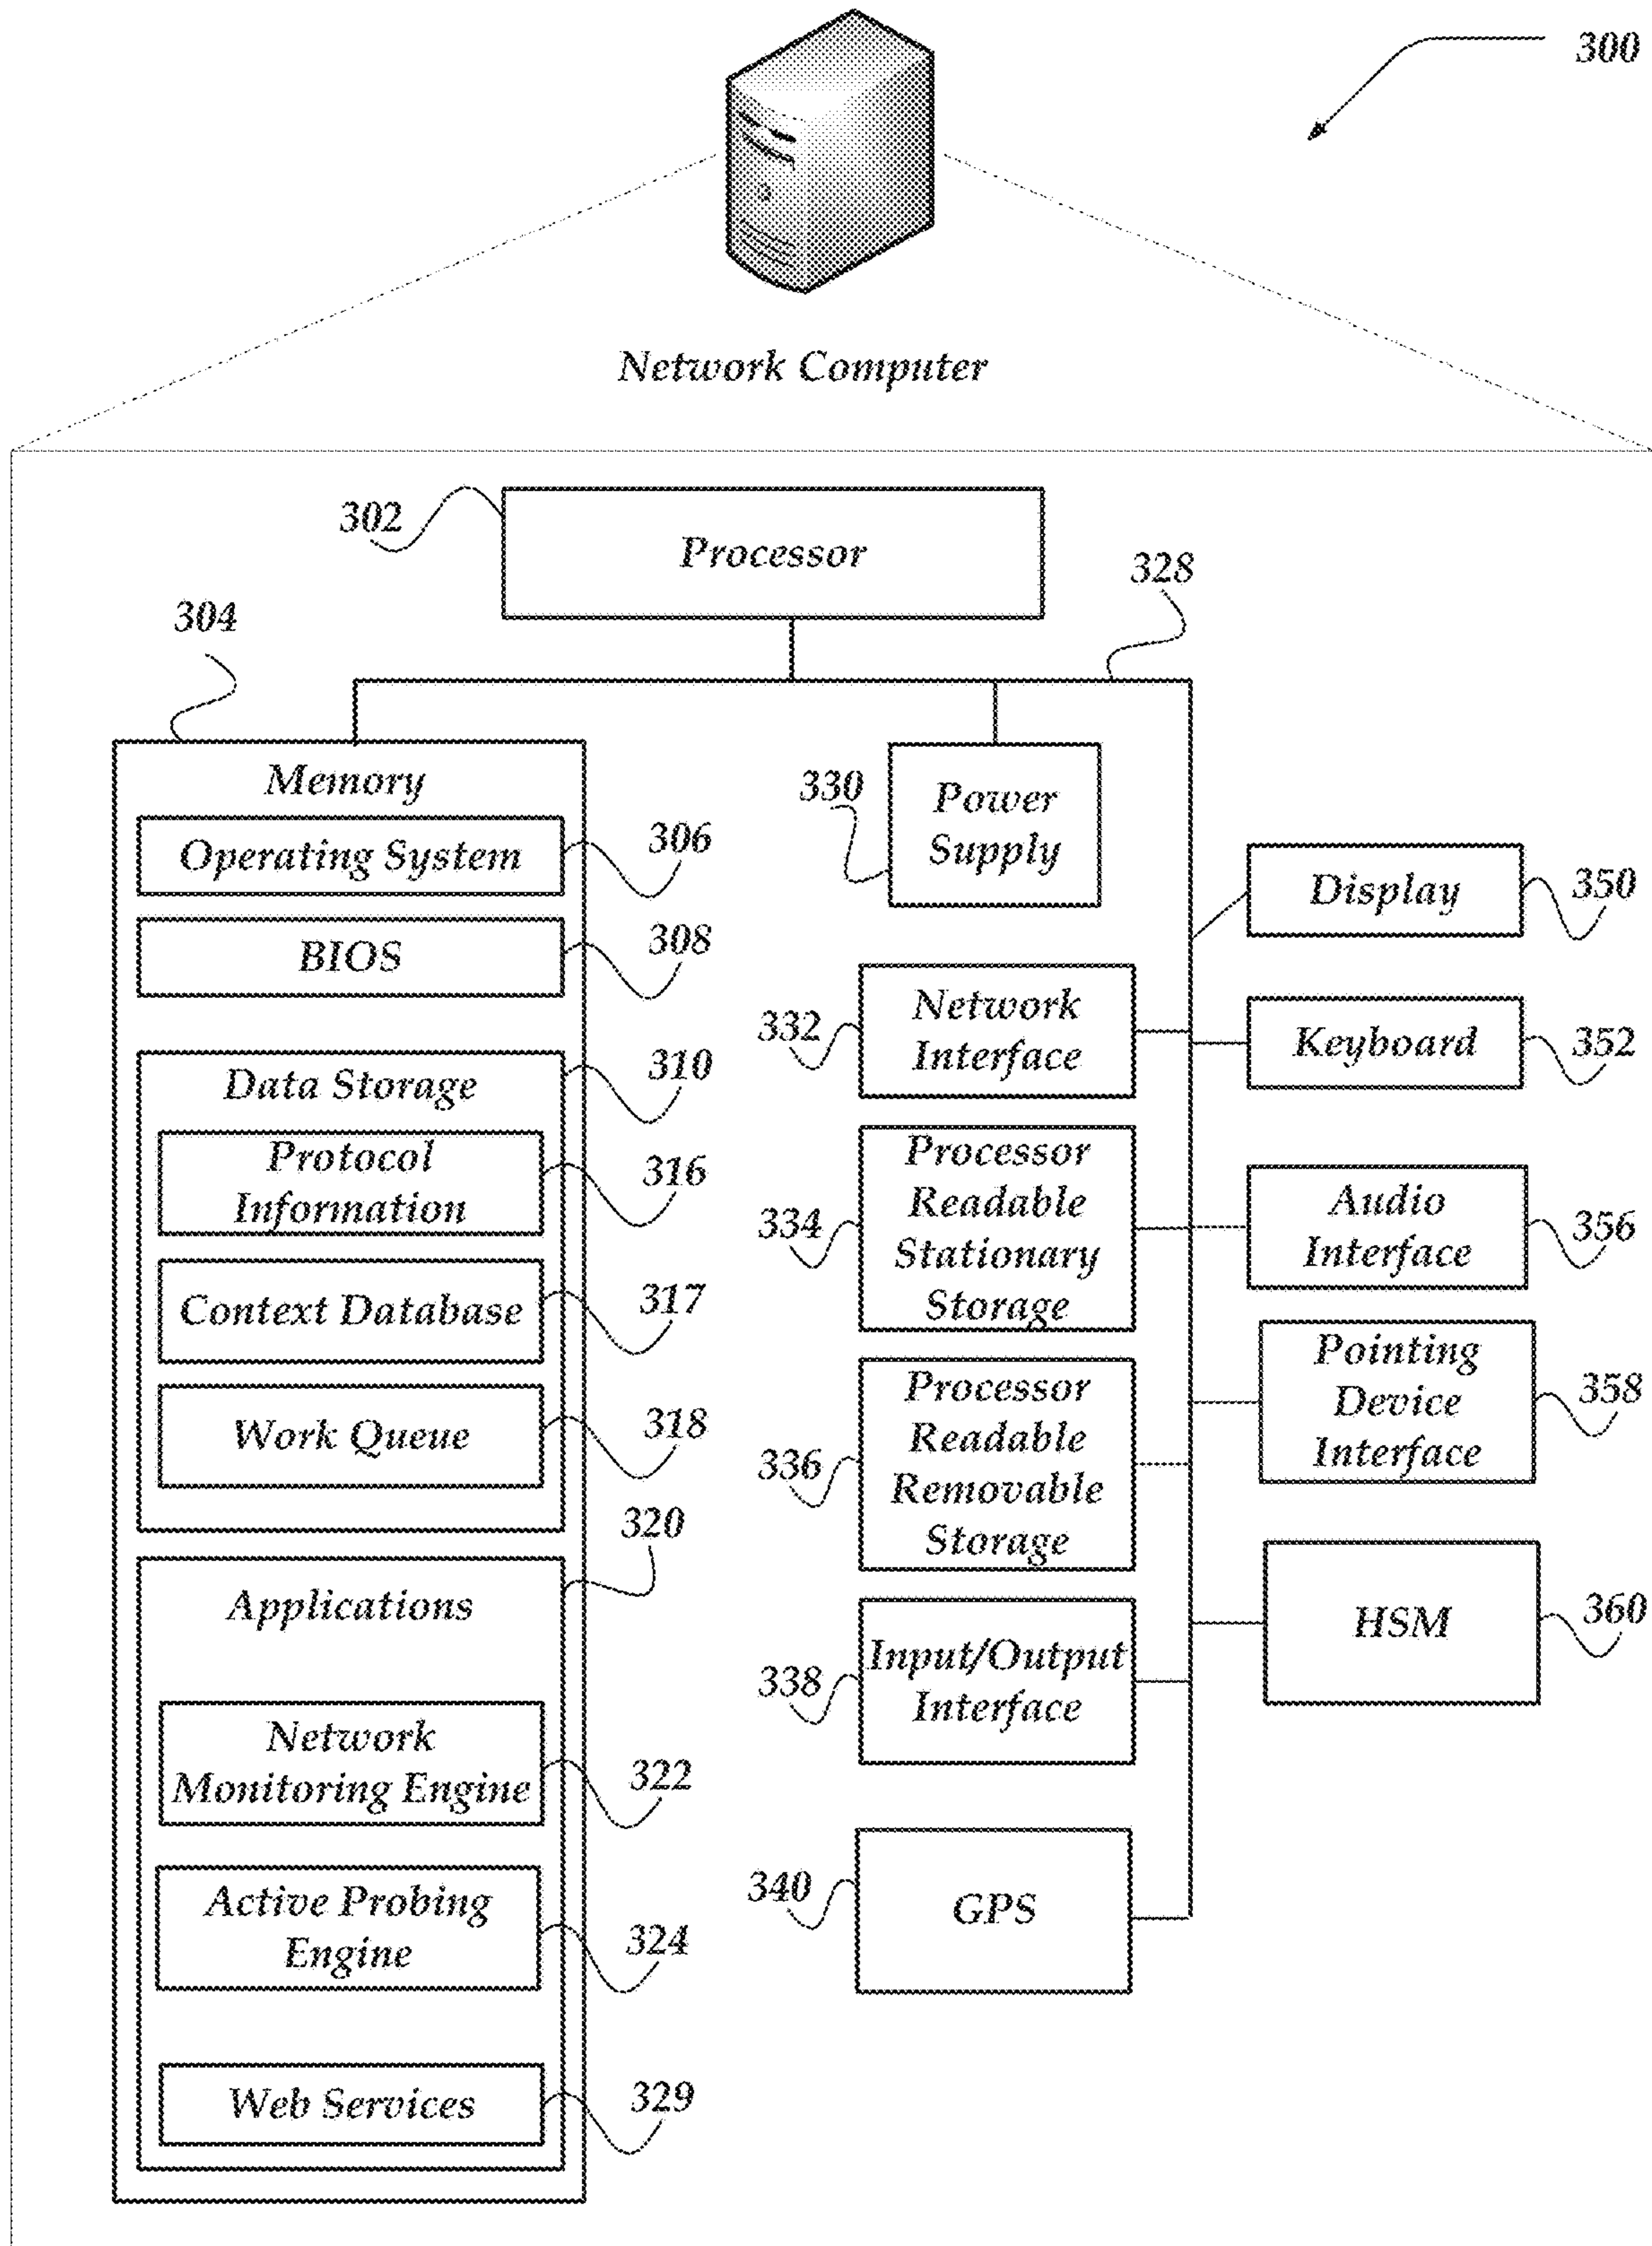 300
Network Computer
302
Processor
328
304
Memory
Operating System
306
BIOS
308
Data Storage
310
Protocol
Information
316
Context Database
317
Work Queue
318
320
Applications
Network
Monitoring Engine
322
Active Probing
Engine
324
Web Services
329
330
Power
Supply
332
Network
Interface
334
Processor
Readable
Stationary
Storage
336
Processor
Readable
Removable
Storage
338
Input/Output
Interface
340
GPS
Display
350
Keyboard
352
Audio
Interface
356
Pointing
Device
Interface
358
HSM
360